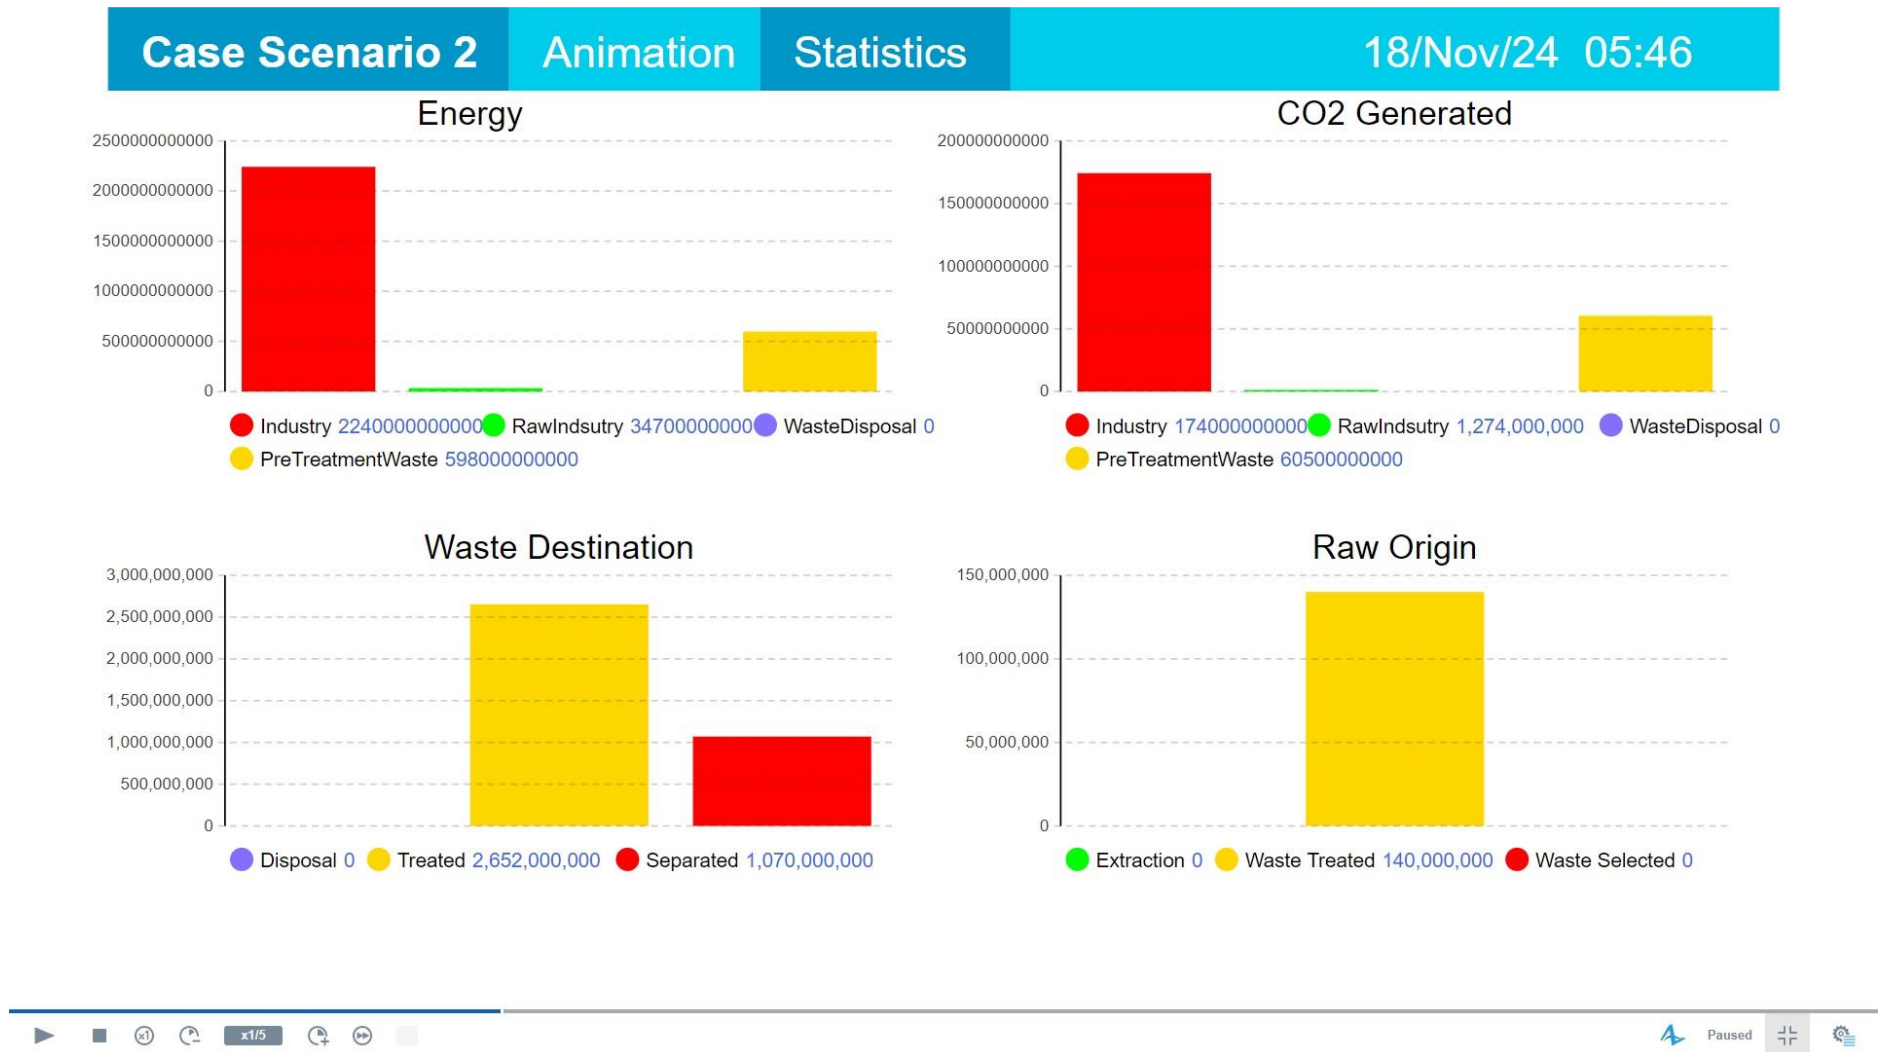 Case Scenario 2 Animation Statistics 18/Nov/24 05:46
Energy
2500000000000
2000000000000
1500000000000
1000000000000
500000000000
0
Industry 2240000000000 RawIndsutry 34700000000 WasteDisposal 0
PreTreatmentWaste 598000000000
CO2 Generated
200000000000
150000000000
100000000000
50000000000
0
Industry 174000000000 RawIndsutry 1,274,000,000 WasteDisposal 0
PreTreatmentWaste 60500000000
Waste Destination
3,000,000,000
2,500,000,000
2,000,000,000
1,500,000,000
1,000,000,000
500,000,000
0
Disposal 0 Treated 2,652,000,000 Separated 1,070,000,000
Raw Origin
150,000,000
100,000,000
50,000,000
0
Extraction 0 Waste Treated 140,000,000 Waste Selected 0
x1 x1/5 Paused